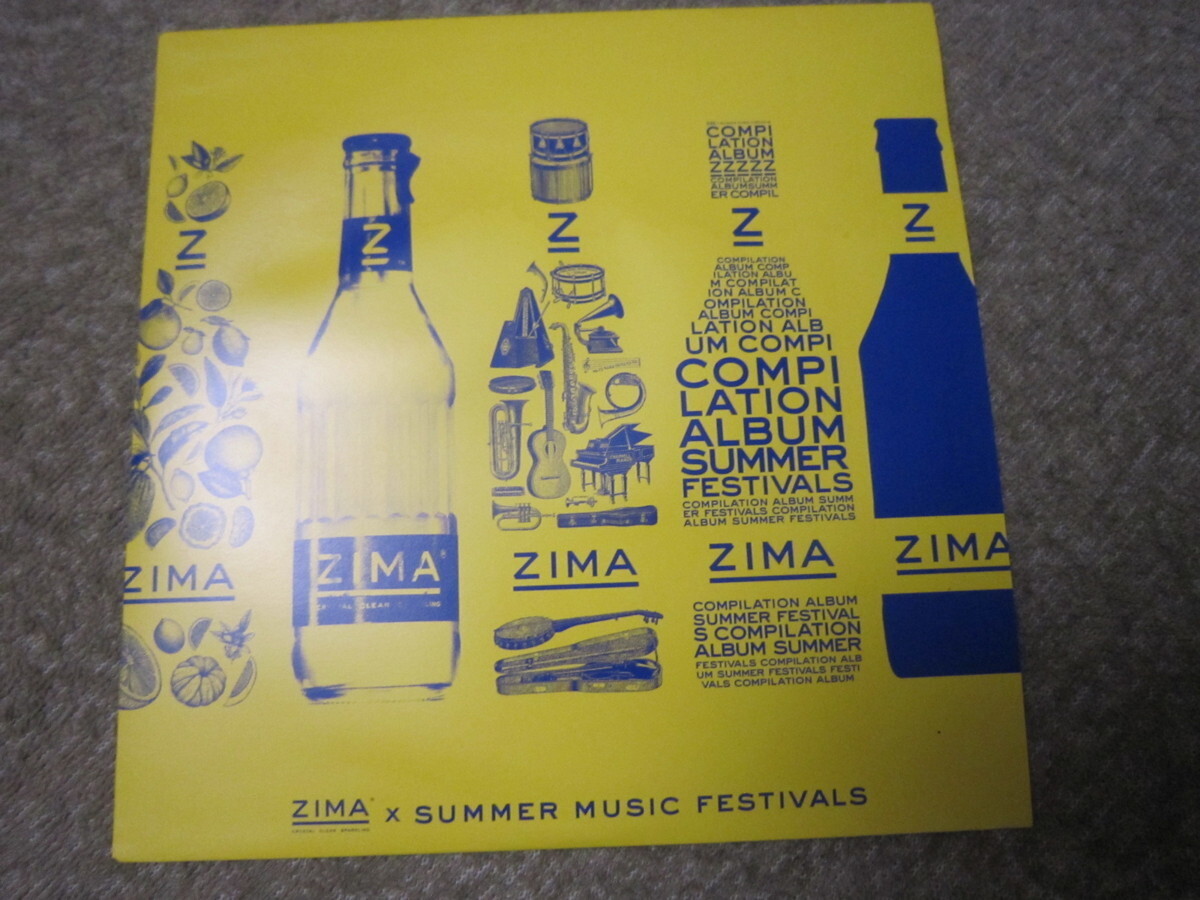 Z
ZIMA
Z
ZIMA®
Z
ZIMA
COMPI
LATION
ALBUM
ZZZZZ
COMPILATION
ALBUMSUMM
ER COMPIL
Z
COMPILATION
ALBUM COMP
ILATION ALBU
M COMPILAT
ION ALBUM C
OMPILATION
ALBUM COMPI
LATION ALB
UM COMPI
COMPI
LATION
ALBUM
SUMMER
FESTIVALS
COMPILATION ALBUM SUMM
ER FESTIVALS COMPILATION
ALBUM SUMMER FESTIVALS
ZIMA
COMPILATION ALBUM
SUMMER FESTIVAL
S COMPILATION
ALBUM SUMMER
FESTIVALS COMPILATION ALB
UM SUMMER FESTIVALS FESTI
VALS COMPILATION ALBUM
Z
ZIMA
ZIMA® x SUMMER MUSIC FESTIVALS